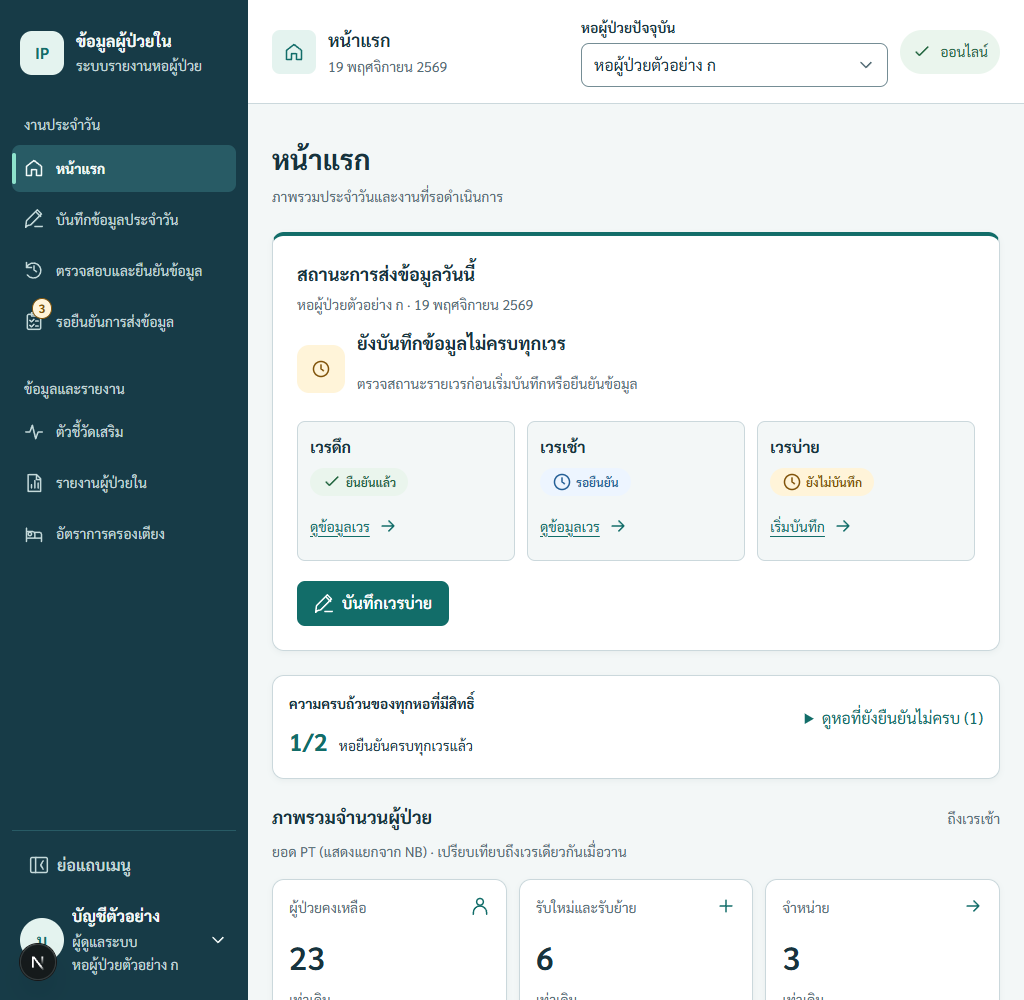 IP
ข้อมูลผู้ป่วยใน
ระบบรายงานหอผู้ป่วย
งานประจำวัน
หน้าแรก
บันทึกข้อมูลประจำวัน
ตรวจสอบและยืนยันข้อมูล
3
รอยืนยันการส่งข้อมูล
ข้อมูลและรายงาน
ตัวชี้วัดเสริม
รายงานผู้ป่วยใน
อัตราการครองเตียง
ย่อแถบเมนู
บัญชีตัวอย่าง
ผู้ดูแลระบบ
หอผู้ป่วยตัวอย่าง ก
N
หน้าแรก
19 พฤศจิกายน 2569
หอผู้ป่วยปัจจุบัน
หอผู้ป่วยตัวอย่าง ก
ออนไลน์
หน้าแรก
ภาพรวมประจำวันและงานที่รอดำเนินการ
สถานะการส่งข้อมูลวันนี้
หอผู้ป่วยตัวอย่าง ก · 19 พฤศจิกายน 2569
ยังบันทึกข้อมูลไม่ครบทุกเวร
ตรวจสถานะรายเวรก่อนเริ่มบันทึกหรือยืนยันข้อมูล
เวรดึก
ยืนยันแล้ว
ดูข้อมูลเวร
เวรเช้า
รอยืนยัน
ดูข้อมูลเวร
เวรบ่าย
ยังไม่บันทึก
เริ่มบันทึก
บันทึกเวรบ่าย
ความครบถ้วนของทุกหอที่มีสิทธิ์
1/2 หอยืนยันครบทุกเวรแล้ว
ดูหอที่ยังยืนยันไม่ครบ (1)
ภาพรวมจำนวนผู้ป่วย
ถึงเวรเช้า
ยอด PT (แสดงแยกจาก NB) · เปรียบเทียบถึงเวรเดียวกันเมื่อวาน
ผู้ป่วยคงเหลือ
23
เท่าเดิม
รับใหม่และรับย้าย
6
เท่าเดิม
จำหน่าย
3
เท่าเดิม